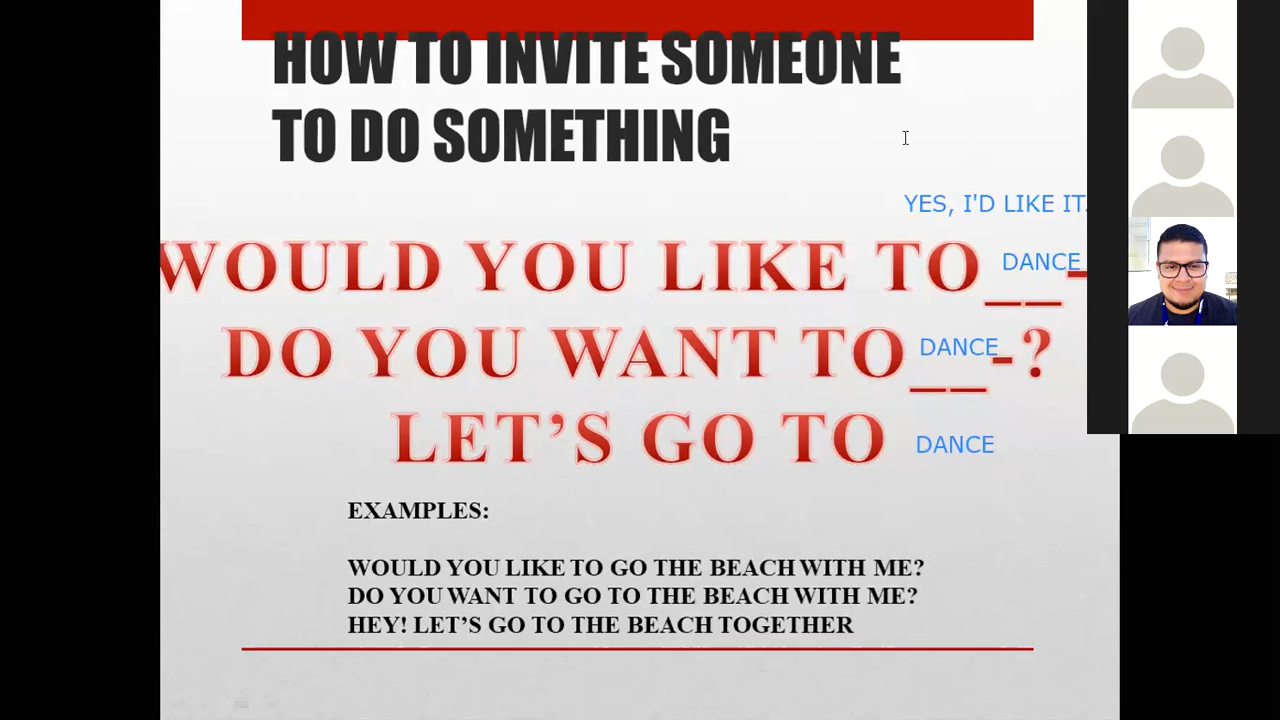 HOW TO INVITE SOMEONE
TO DO SOMETHING
YES, I'D LIKE IT.
WOULD YOU LIKE TO__-
DANCE
DO YOU WANT TO__-?
DANCE
LET’S GO TO
DANCE
EXAMPLES:
WOULD YOU LIKE TO GO THE BEACH WITH ME?
DO YOU WANT TO GO TO THE BEACH WITH ME?
HEY! LET’S GO TO THE BEACH TOGETHER